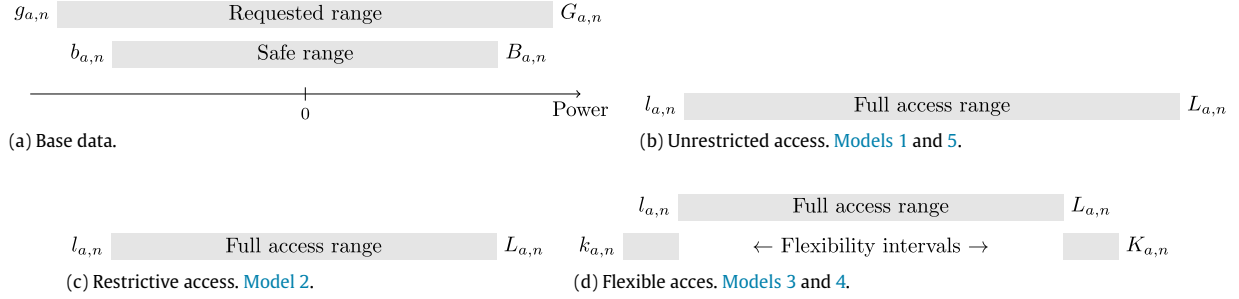 g_{a,n} Requested range G_{a,n}
b_{a,n} Safe range B_{a,n}
0
Power
(a) Base data.
l_{a,n} Full access range L_{a,n}
(b) Unrestricted access. Models 1 and 5.
l_{a,n} Full access range L_{a,n}
(c) Restrictive access. Model 2.
l_{a,n} Full access range L_{a,n}
k_{a,n} ← Flexibility intervals → K_{a,n}
(d) Flexible acces. Models 3 and 4.